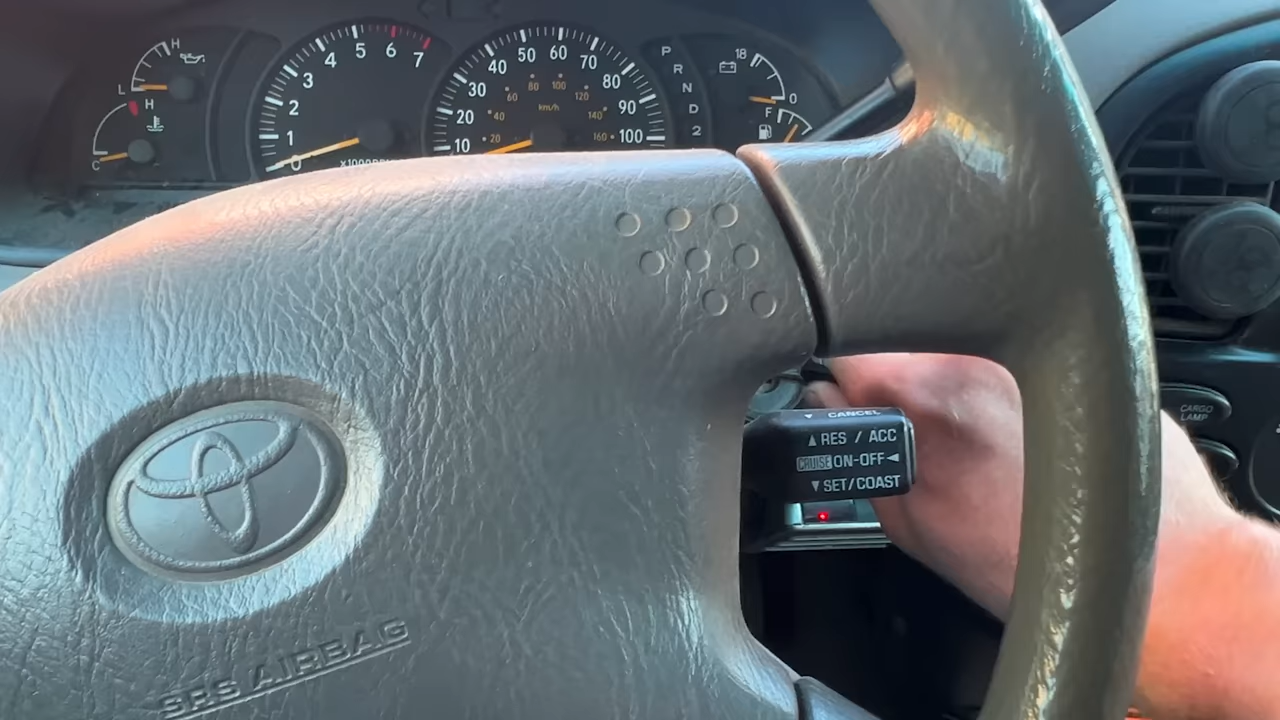 H
L
H
C
0
1
2
3
4
5
6
7
10
20
30
40
50
60
70
80
90
100
20
40
60
80
100
120
140
160
km/h
P
R
N
D
2
18
0
F
▼ CANCEL
▲RES / ACC
CRUISE ON-OFF◄
▼SET/COAST
CARGO
LAMP
SRS AIRBAG